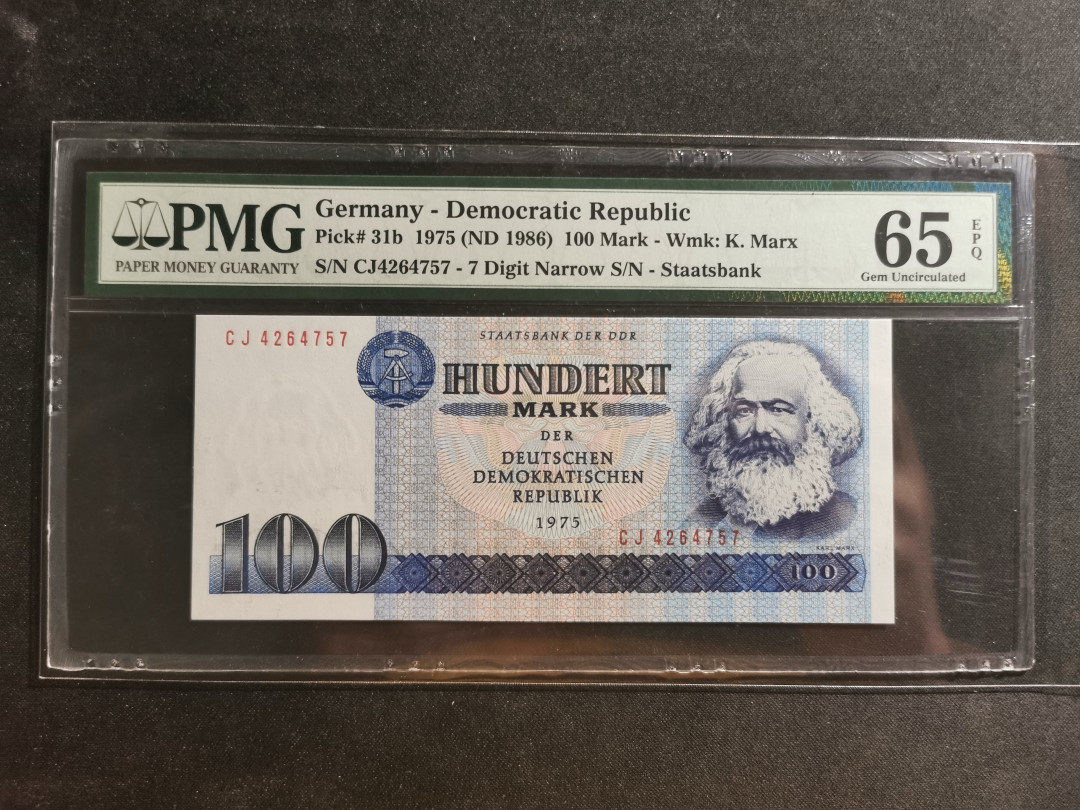 PMG
PAPER MONEY GUARANTY
Germany - Democratic Republic
Pick# 31b 1975 (ND 1986) 100 Mark - Wmk: K. Marx
S/N CJ4264757 - 7 Digit Narrow S/N - Staatsbank
65
EPQ
Gem Uncirculated
CJ 4264757
STAATSBANK DER DDR
HUNDERT
MARK
DER
DEUTSCHEN
DEMOKRATISCHEN
REPUBLIK
1975
CJ 4264757
KARL MARX
100
100